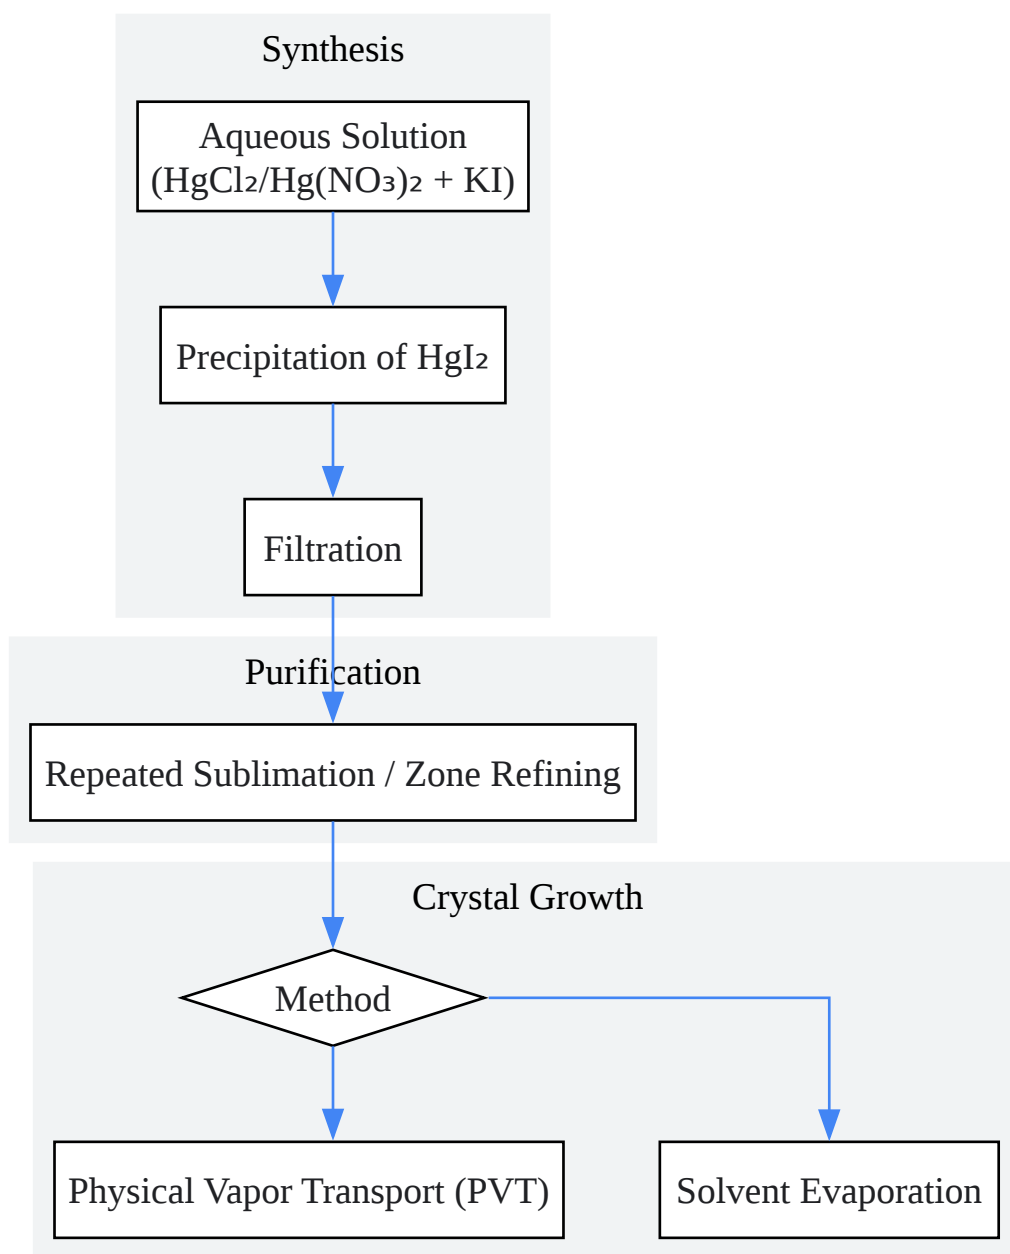 Synthesis
Aqueous Solution
(HgCl₂/Hg(NO₃)₂ + KI)
Precipitation of HgI₂
Filtration
Purification
Repeated Sublimation / Zone Refining
Crystal Growth
Method
Physical Vapor Transport (PVT)
Solvent Evaporation